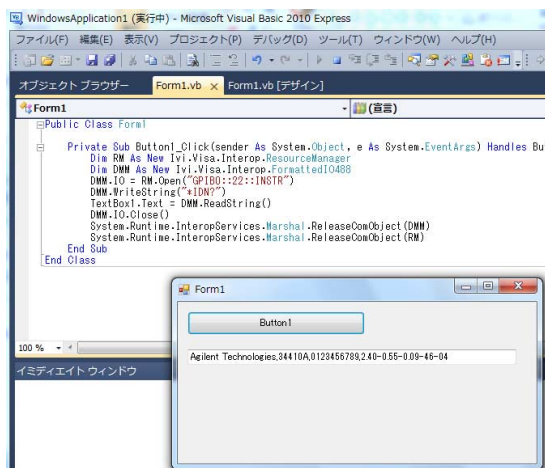 WindowsApplication1 (実行中) - Microsoft Visual Basic 2010 Express
ファイル(F) 編集(E) 表示(V) プロジェクト(P) デバッグ(D) ツール(T) ウィンドウ(W) ヘルプ(H)
オブジェクト ブラウザー Form1.vb × Form1.vb [デザイン]
Form1 (宣言)
Public Class Form1
Private Sub Button1_Click(sender As System.Object, e As System.EventArgs) Handles Bu
Dim RM As New Ivi.Visa.Interop.ResourceManager
Dim DMM As New Ivi.Visa.Interop.FormattedIO488
DMM.IO = RM.Open("GPIB0::22::INSTR")
DMM.WriteString("*IDN?")
TextBox1.Text = DMM.ReadString()
DMM.IO.Close()
System.Runtime.InteropServices.Marshal.ReleaseComObject(DMM)
System.Runtime.InteropServices.Marshal.ReleaseComObject(RM)
End Sub
End Class
Form1
Button1
100 %
Agilent Technologies,34410A,0123456789,2.40-0.55-0.09-46-04
イミディエイト ウィンドウ